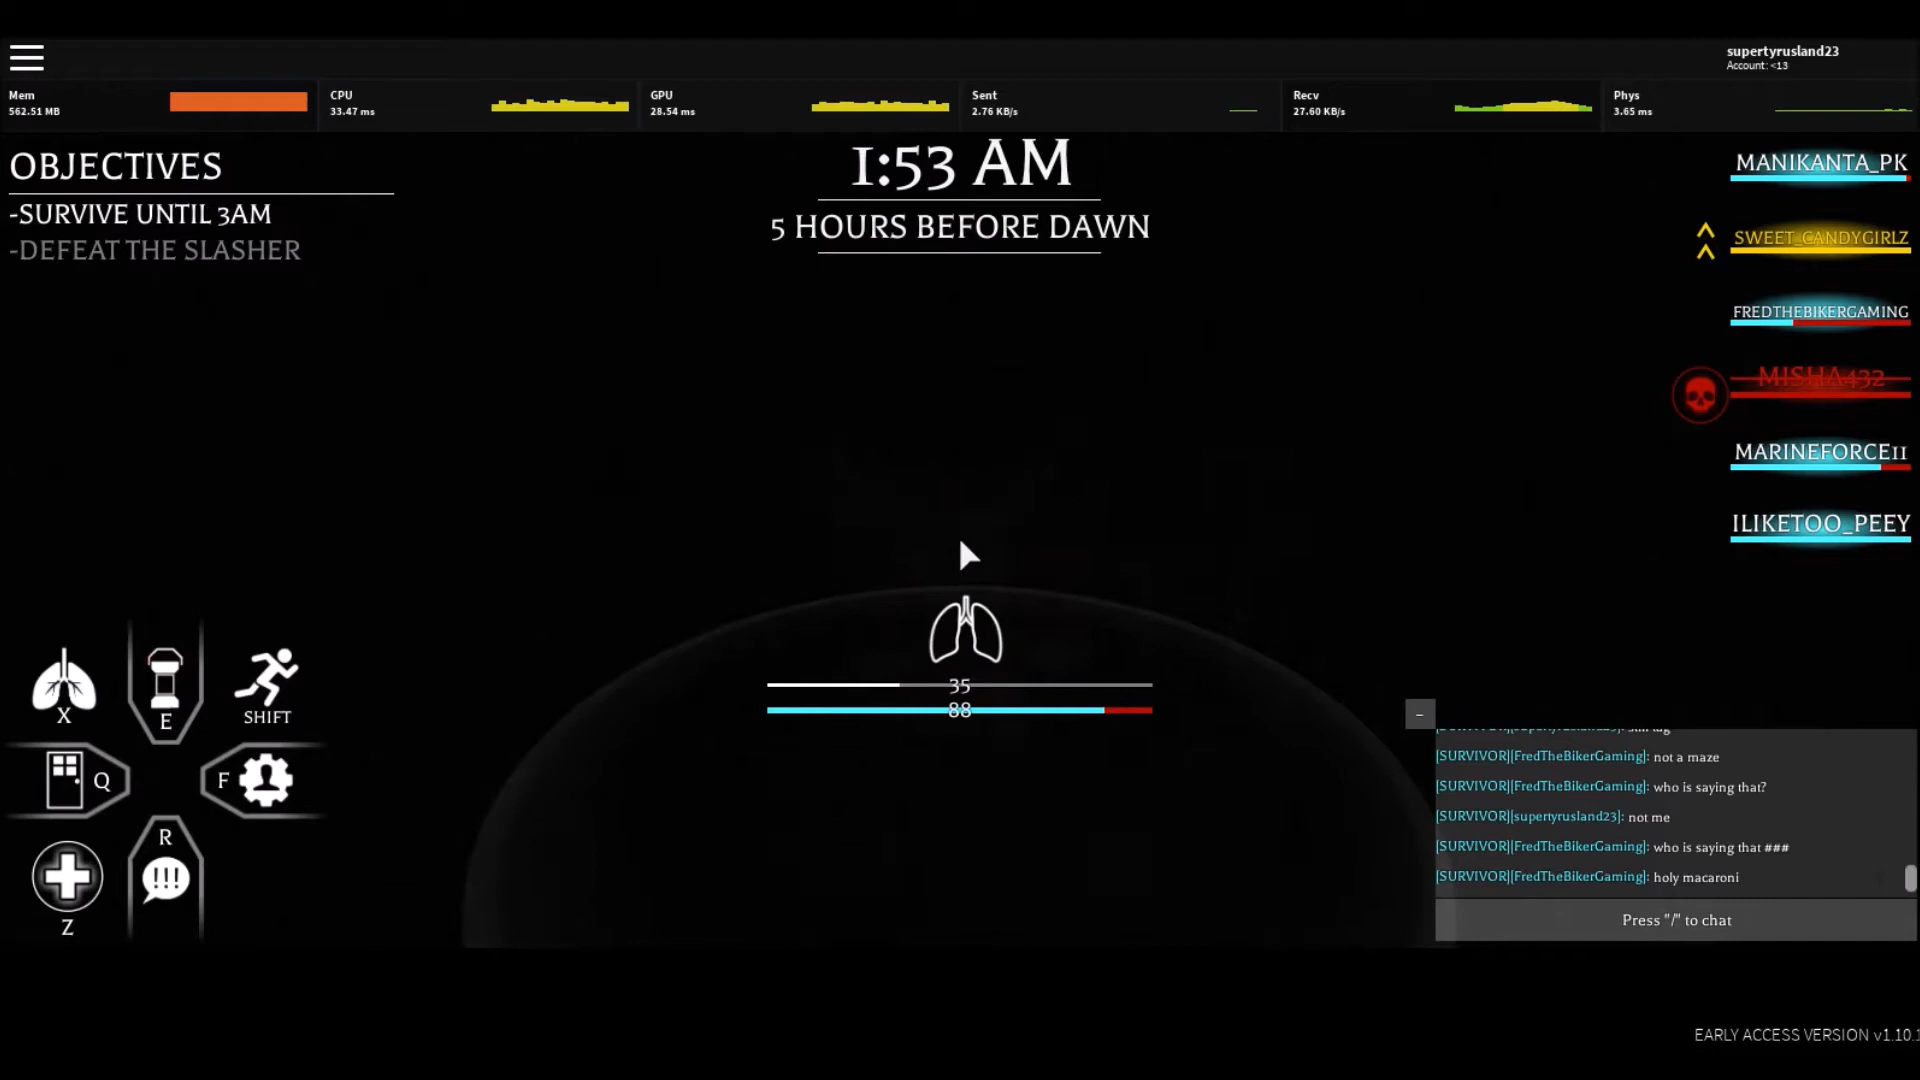 supertyrusland23
Account: <13
Mem
562.51 MB
CPU
33.47 ms
GPU
28.54 ms
Sent
2.76 KB/s
Recv
27.60 KB/s
Phys
3.65 ms
OBJECTIVES
-SURVIVE UNTIL 3AM
-DEFEAT THE SLASHER
1:53 AM
5 HOURS BEFORE DAWN
MANIKANTA_PK
SWEET_CANDYGIRLZ
FREDTHEBIKERGAMING
MISHA432
MARINEFORCE11
ILIKETOO_PEEY
35
88
X
E
SHIFT
Q
F
R
!!!
Z
-
[SURVIVOR][FredTheBikerGaming]: not a maze
[SURVIVOR][FredTheBikerGaming]: who is saying that?
[SURVIVOR][supertyrusland23]: not me
[SURVIVOR][FredTheBikerGaming]: who is saying that ###
[SURVIVOR][FredTheBikerGaming]: holy macaroni
Press "/" to chat
EARLY ACCESS VERSION v1.10.1